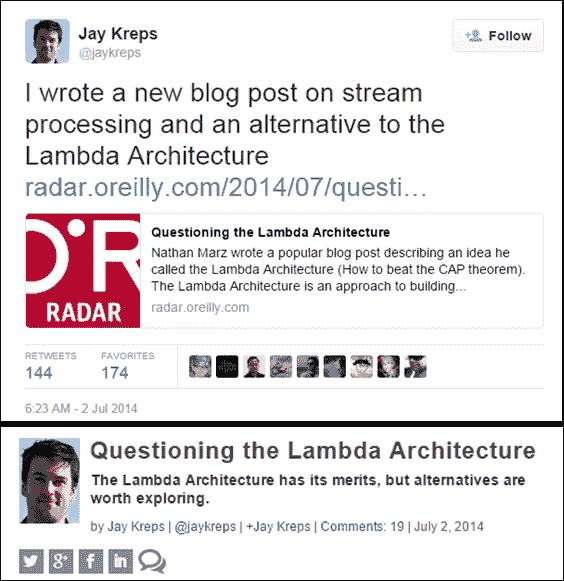 Jay Kreps
@jaykreps
Follow
I wrote a new blog post on stream
processing and an alternative to the
Lambda Architecture
radar.oreilly.com/2014/07/questi...
O'R
RADAR
Questioning the Lambda Architecture
Nathan Marz wrote a popular blog post describing an idea he
called the Lambda Architecture (How to beat the CAP theorem).
The Lambda Architecture is an approach to building...
radar.oreilly.com
RETWEETS
144
FAVORITES
174
6:23 AM - 2 Jul 2014
Questioning the Lambda Architecture
The Lambda Architecture has its merits, but alternatives are
worth exploring.
by Jay Kreps | @jaykreps | +Jay Kreps | Comments: 19 | July 2, 2014
g+
f
in